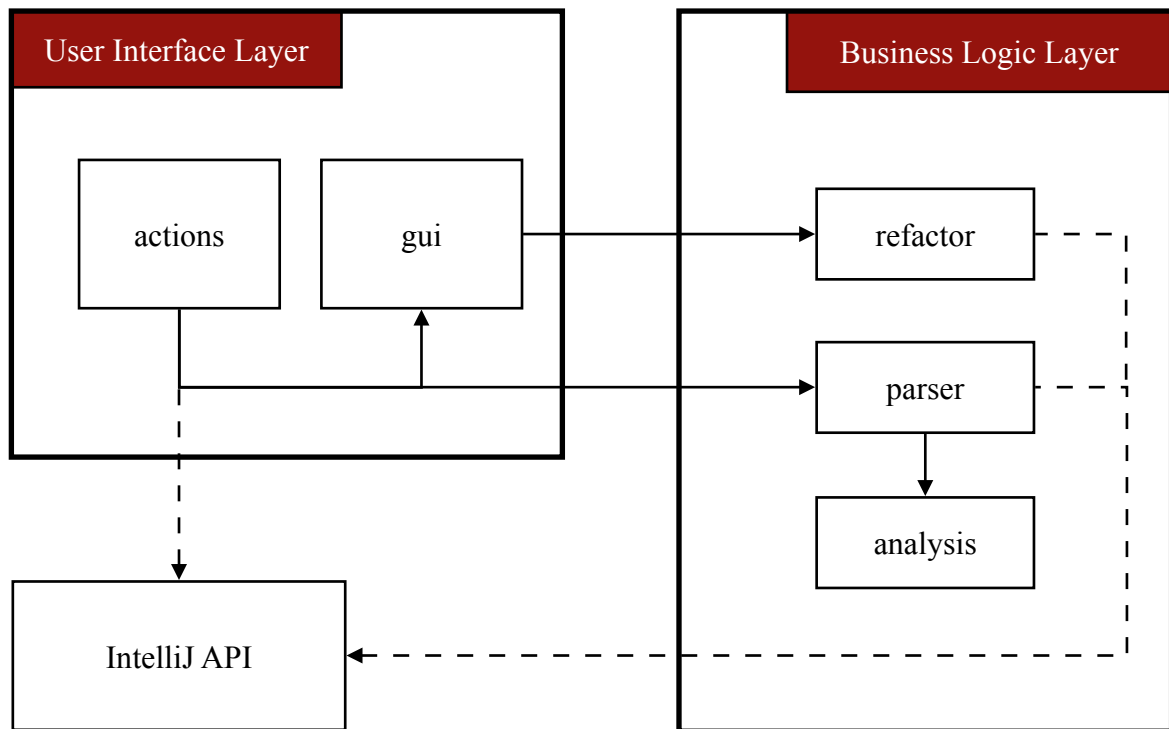 User Interface Layer
Business Logic Layer
actions
gui
refactor
parser
analysis
IntelliJ API